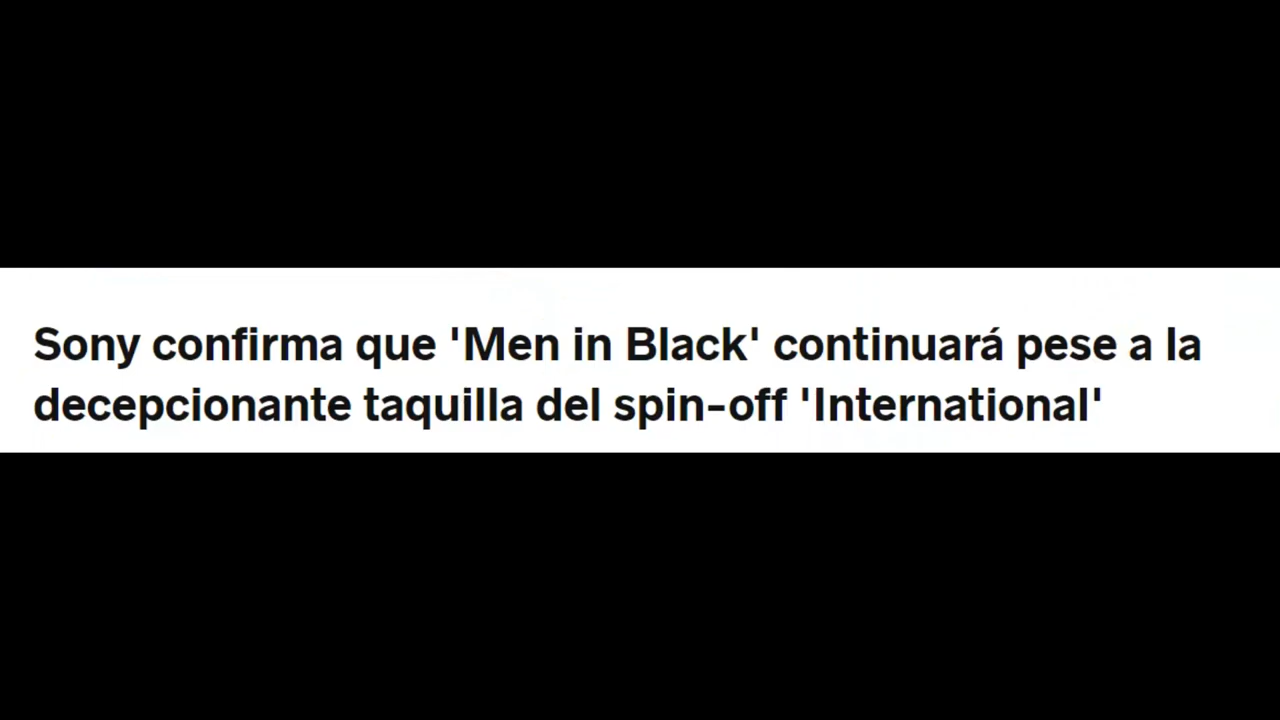 Sony confirma que 'Men in Black' continuará pese a la
decepcionante taquilla del spin-off 'International'